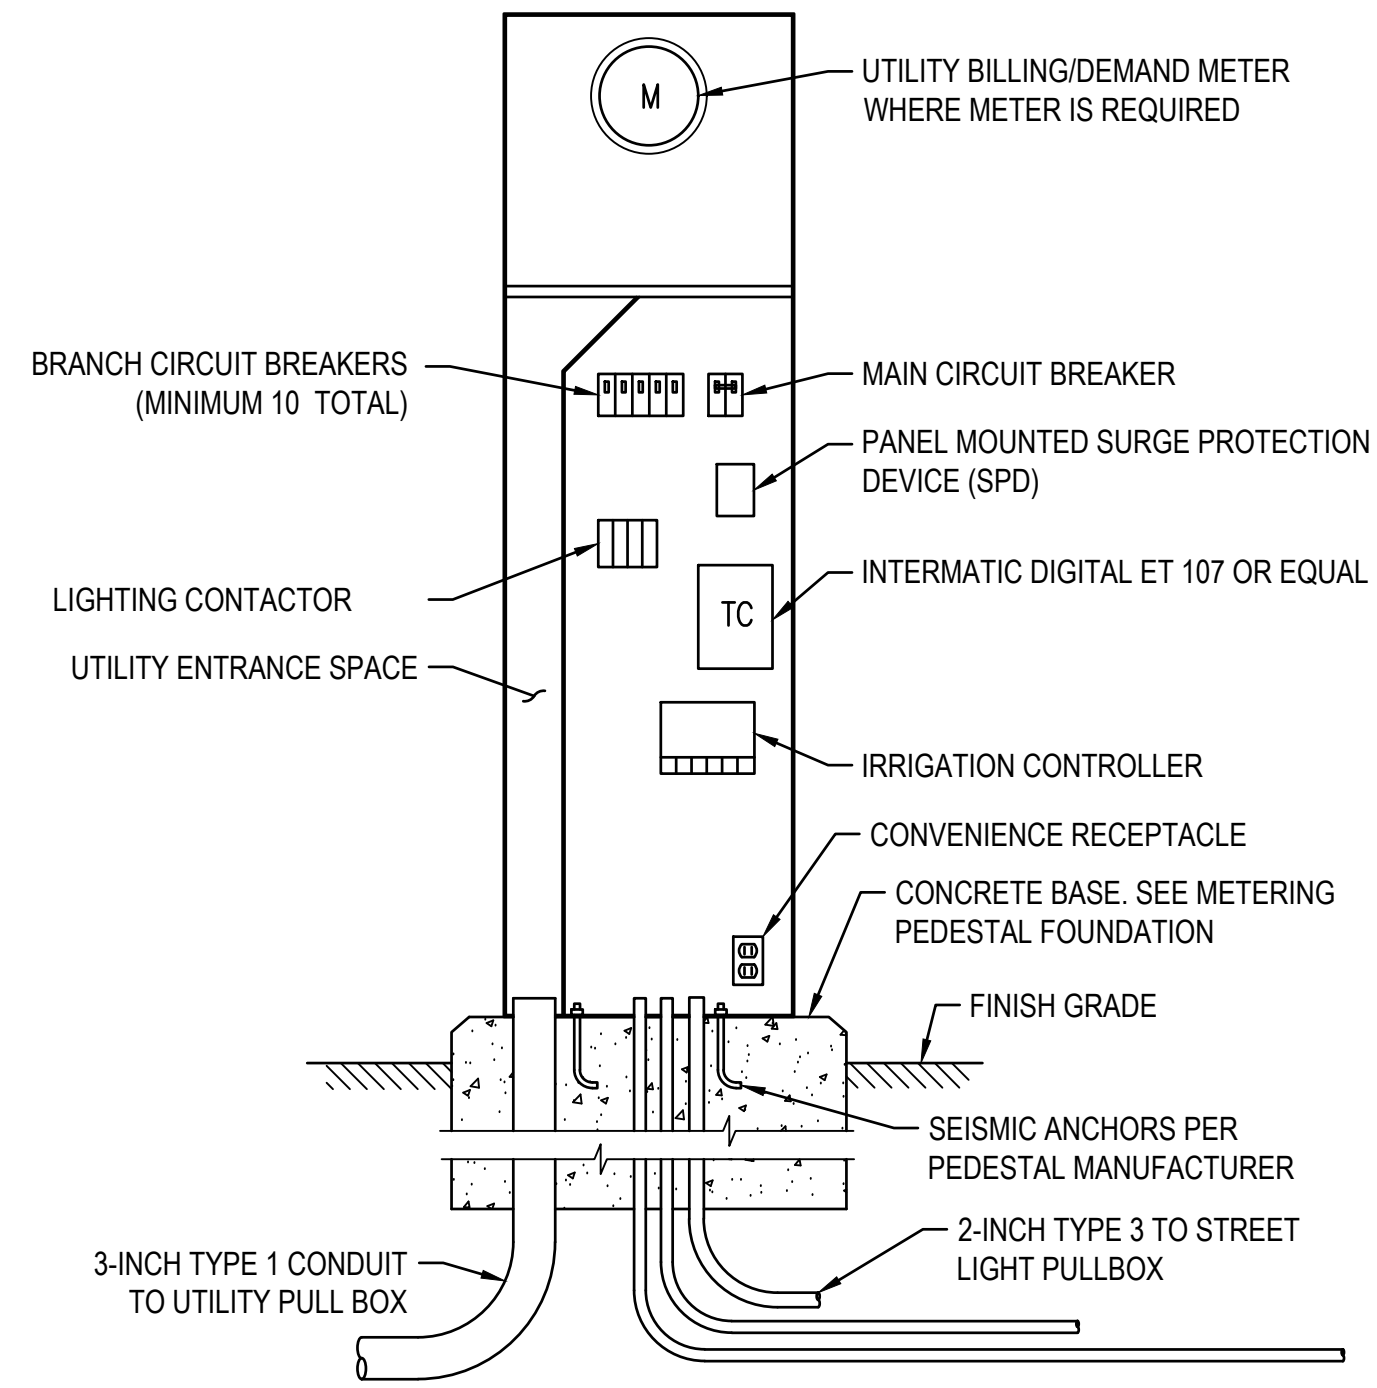 M
UTILITY BILLING/DEMAND METER
WHERE METER IS REQUIRED
BRANCH CIRCUIT BREAKERS
(MINIMUM 10 TOTAL)
MAIN CIRCUIT BREAKER
PANEL MOUNTED SURGE PROTECTION
DEVICE (SPD)
LIGHTING CONTACTOR
INTERMATIC DIGITAL ET 107 OR EQUAL
TC
UTILITY ENTRANCE SPACE
IRRIGATION CONTROLLER
CONVENIENCE RECEPTACLE
CONCRETE BASE. SEE METERING
PEDESTAL FOUNDATION
FINISH GRADE
SEISMIC ANCHORS PER
PEDESTAL MANUFACTURER
3-INCH TYPE 1 CONDUIT
TO UTILITY PULL BOX
2-INCH TYPE 3 TO STREET
LIGHT PULLBOX